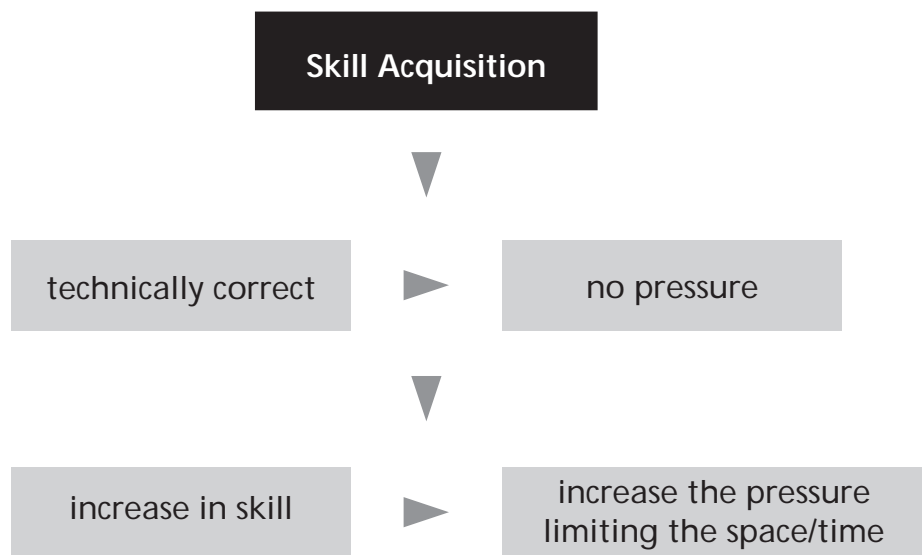 Skill Acquisition
technically correct
no pressure
increase in skill
increase the pressure
limiting the space/time